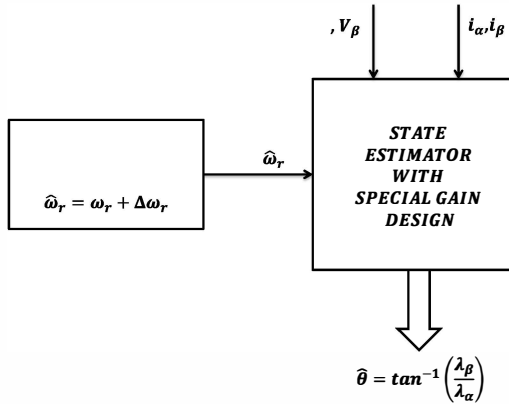 , V_β
i_α, i_β
STATE
ESTIMATOR
WITH
SPECIAL GAIN
DESIGN
ω̂_r
ω̂_r = ω_r + Δω_r
θ̂ = tan⁻¹ (λ_β / λ_α)